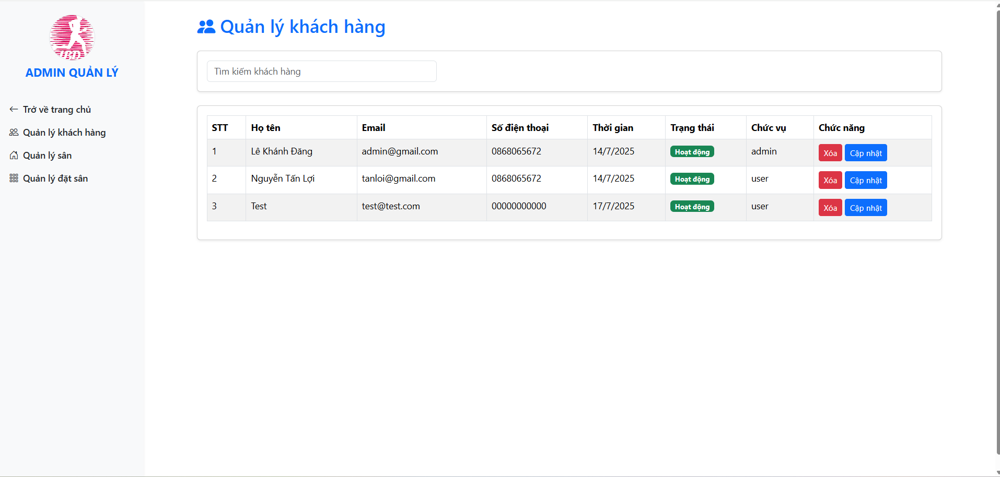 ADMIN QUẢN LÝ
Trở về trang chủ
Quản lý khách hàng
Quản lý sân
Quản lý đặt sân
Quản lý khách hàng
Tìm kiếm khách hàng
STT Họ tên Email Số điện thoại Thời gian Trạng thái Chức vụ Chức năng
1 Lê Khánh Đăng admin@gmail.com 0868065672 14/7/2025 Hoạt động admin Xóa Cập nhật
2 Nguyễn Tấn Lợi tanloi@gmail.com 0868065672 14/7/2025 Hoạt động user Xóa Cập nhật
3 Test test@test.com 00000000000 17/7/2025 Hoạt động user Xóa Cập nhật